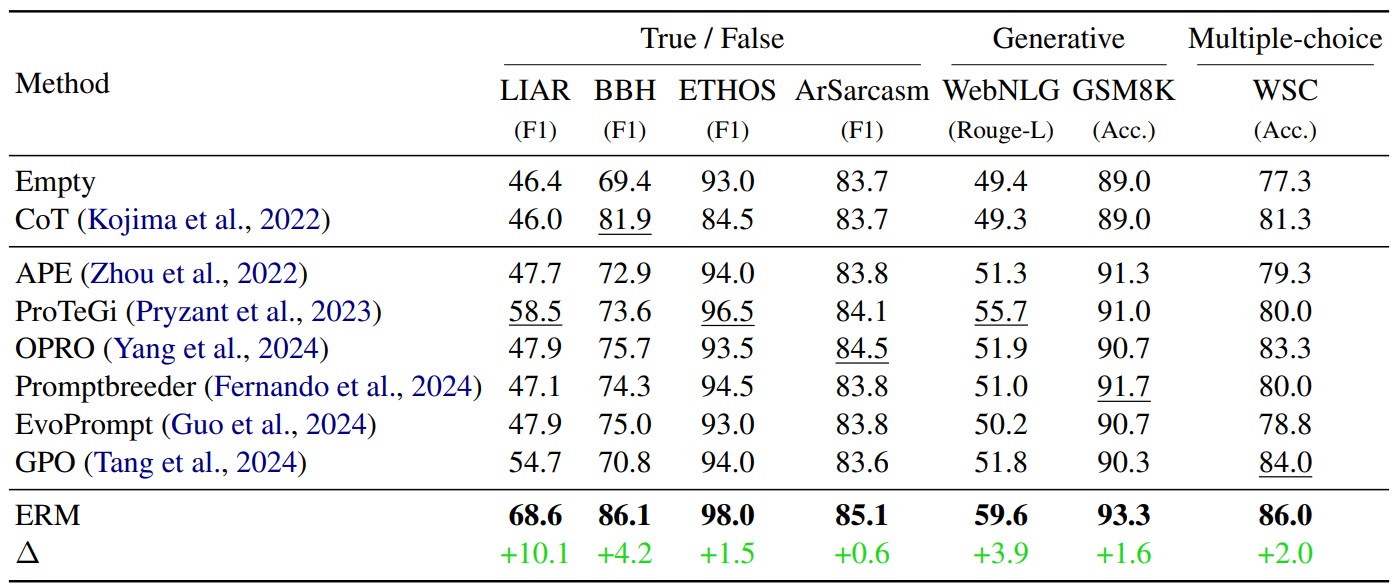 True / False Generative Multiple-choice
Method
LIAR BBH ETHOS ArSarcasm WebNLG GSM8K WSC
(F1) (F1) (F1) (F1) (Rouge-L) (Acc.) (Acc.)
Empty 46.4 69.4 93.0 83.7 49.4 89.0 77.3
CoT (Kojima et al., 2022) 46.0 81.9 84.5 83.7 49.3 89.0 81.3
APE (Zhou et al., 2022) 47.7 72.9 94.0 83.8 51.3 91.3 79.3
ProTeGi (Pryzant et al., 2023) 58.5 73.6 96.5 84.1 55.7 91.0 80.0
OPRO (Yang et al., 2024) 47.9 75.7 93.5 84.5 51.9 90.7 83.3
Promptbreeder (Fernando et al., 2024) 47.1 74.3 94.5 83.8 51.0 91.7 80.0
EvoPrompt (Guo et al., 2024) 47.9 75.0 93.0 83.8 50.2 90.7 78.8
GPO (Tang et al., 2024) 54.7 70.8 94.0 83.6 51.8 90.3 84.0
ERM 68.6 86.1 98.0 85.1 59.6 93.3 86.0
Δ +10.1 +4.2 +1.5 +0.6 +3.9 +1.6 +2.0